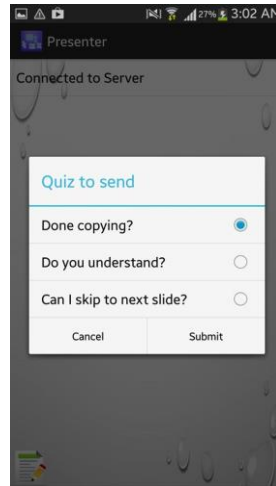 27% 3:02 AM
Presenter
Connected to Server
Quiz to send
Done copying?
Do you understand?
Can I skip to next slide?
Cancel Submit